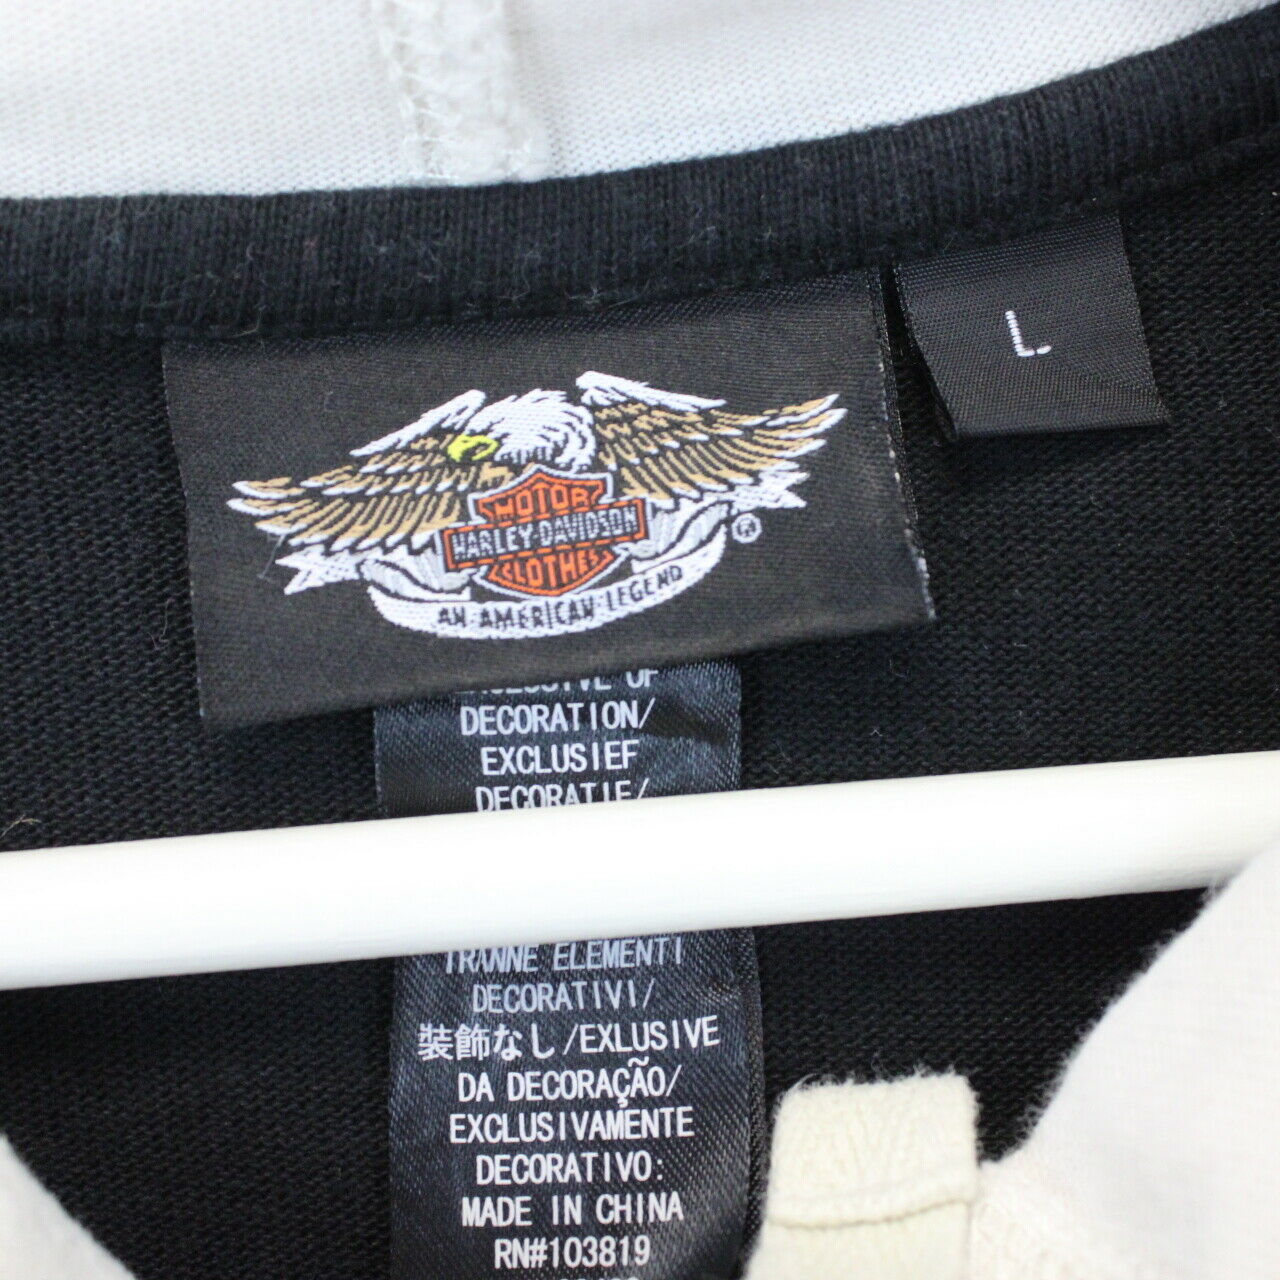 L
MOTOR
HARLEY-DAVIDSON
CLOTHES
®
AN AMERICAN LEGEND
OF
DECORATION/
EXCLUSIEF
DECORATIE/
ELEMENTI
DECORATIVI/
装飾なし/EXLUSIVE
DA DECORAÇÃO/
EXCLUSIVAMENTE
DECORATIVO:
MADE IN CHINA
RN#103819